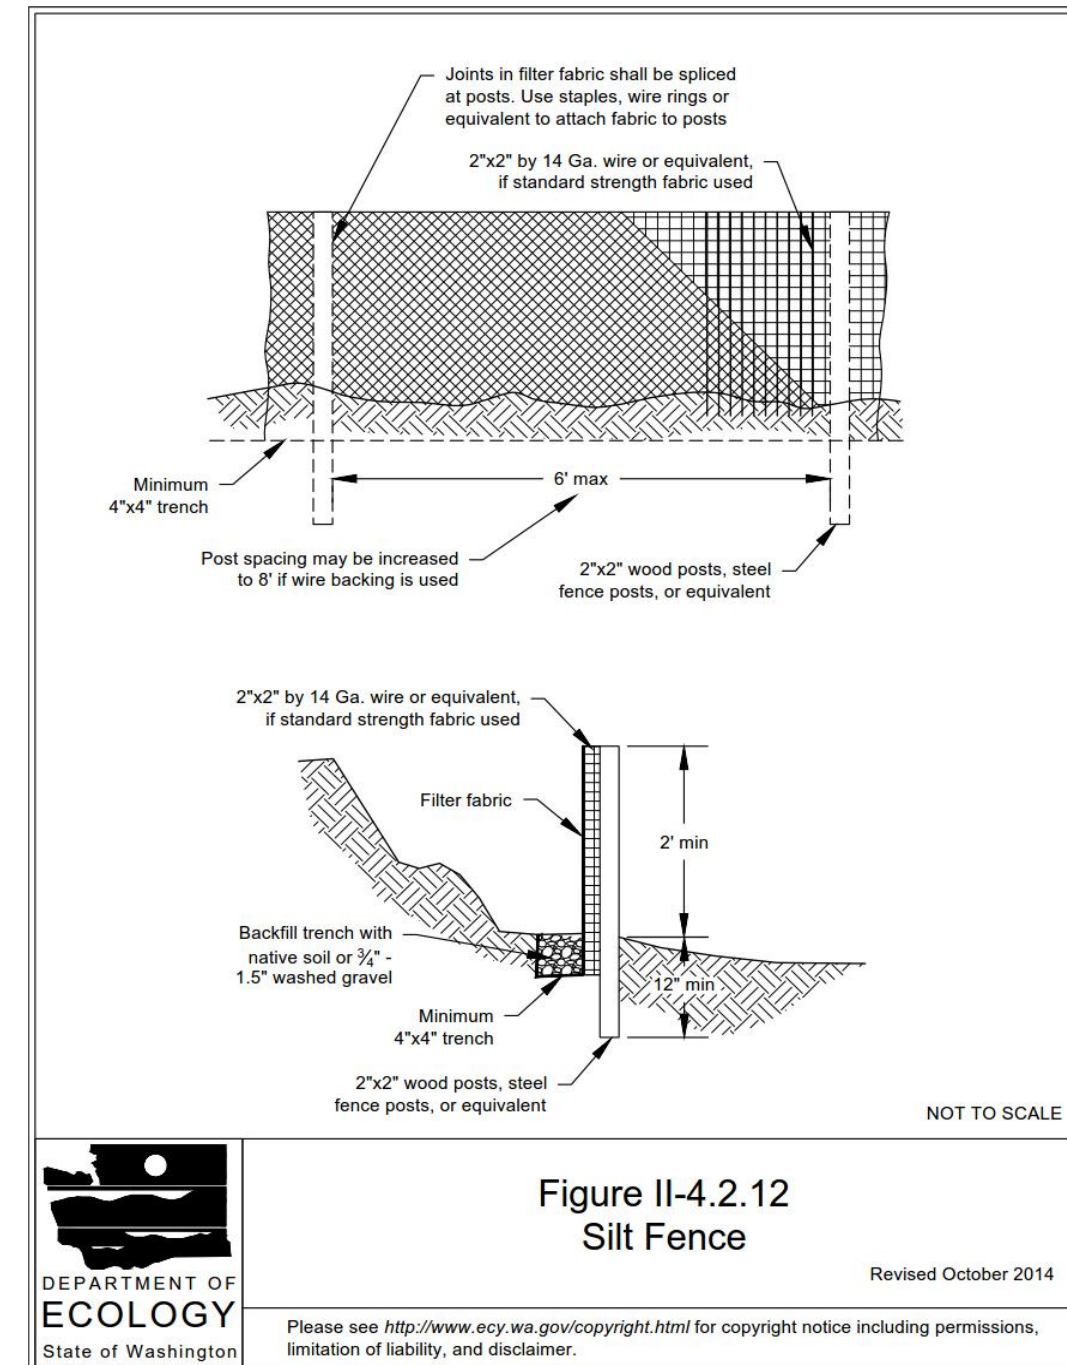 Joints in filter fabric shall be spliced
at posts. Use staples, wire rings or
equivalent to attach fabric to posts
2"x2" by 14 Ga. wire or equivalent,
if standard strength fabric used
Minimum
4"x4" trench
6' max
Post spacing may be increased
to 8' if wire backing is used
2"x2" wood posts, steel
fence posts, or equivalent
2"x2" by 14 Ga. wire or equivalent,
if standard strength fabric used
Filter fabric
2' min
Backfill trench with
native soil or ¾" -
1.5" washed gravel
12" min
Minimum
4"x4" trench
2"x2" wood posts, steel
fence posts, or equivalent
NOT TO SCALE
DEPARTMENT OF
ECOLOGY
State of Washington
Figure II-4.2.12
Silt Fence
Revised October 2014
Please see http://www.ecy.wa.gov/copyright.html for copyright notice including permissions,
limitation of liability, and disclaimer.